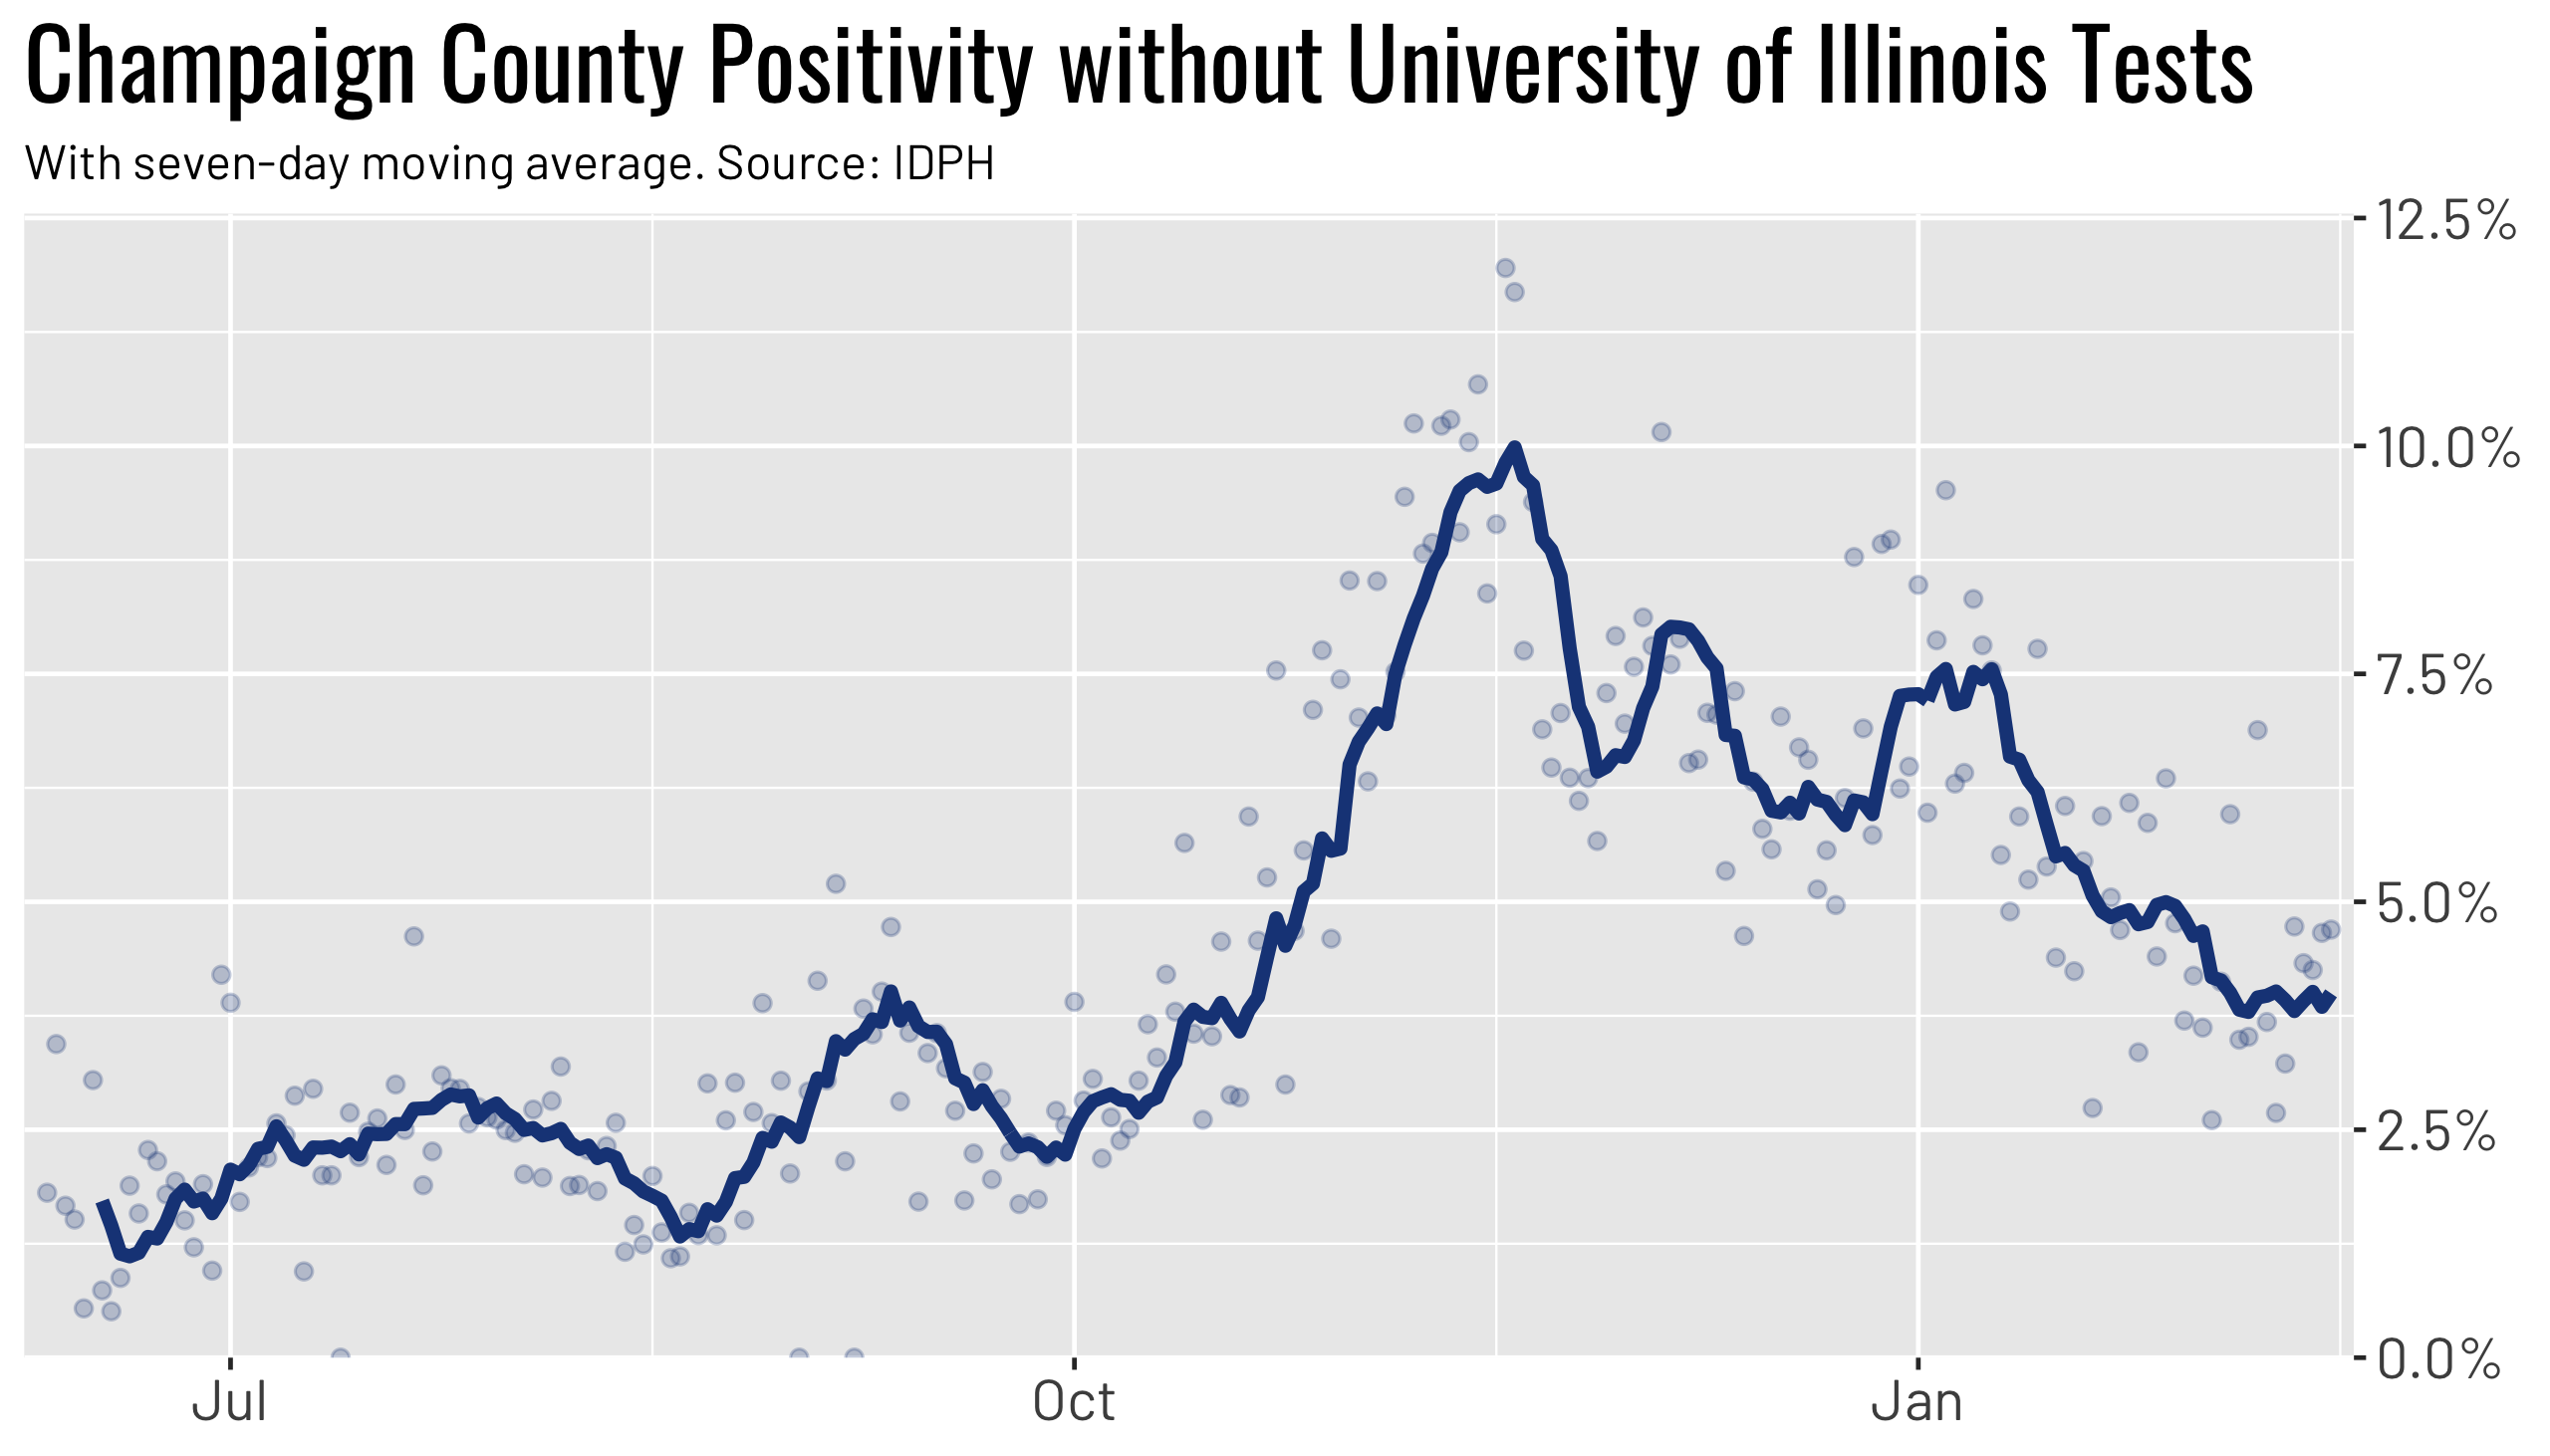 Champaign County Positivity without University of Illinois Tests
With seven-day moving average. Source: IDPH
12.5%
10.0%
7.5%
5.0%
2.5%
0.0%
Jul Oct Jan